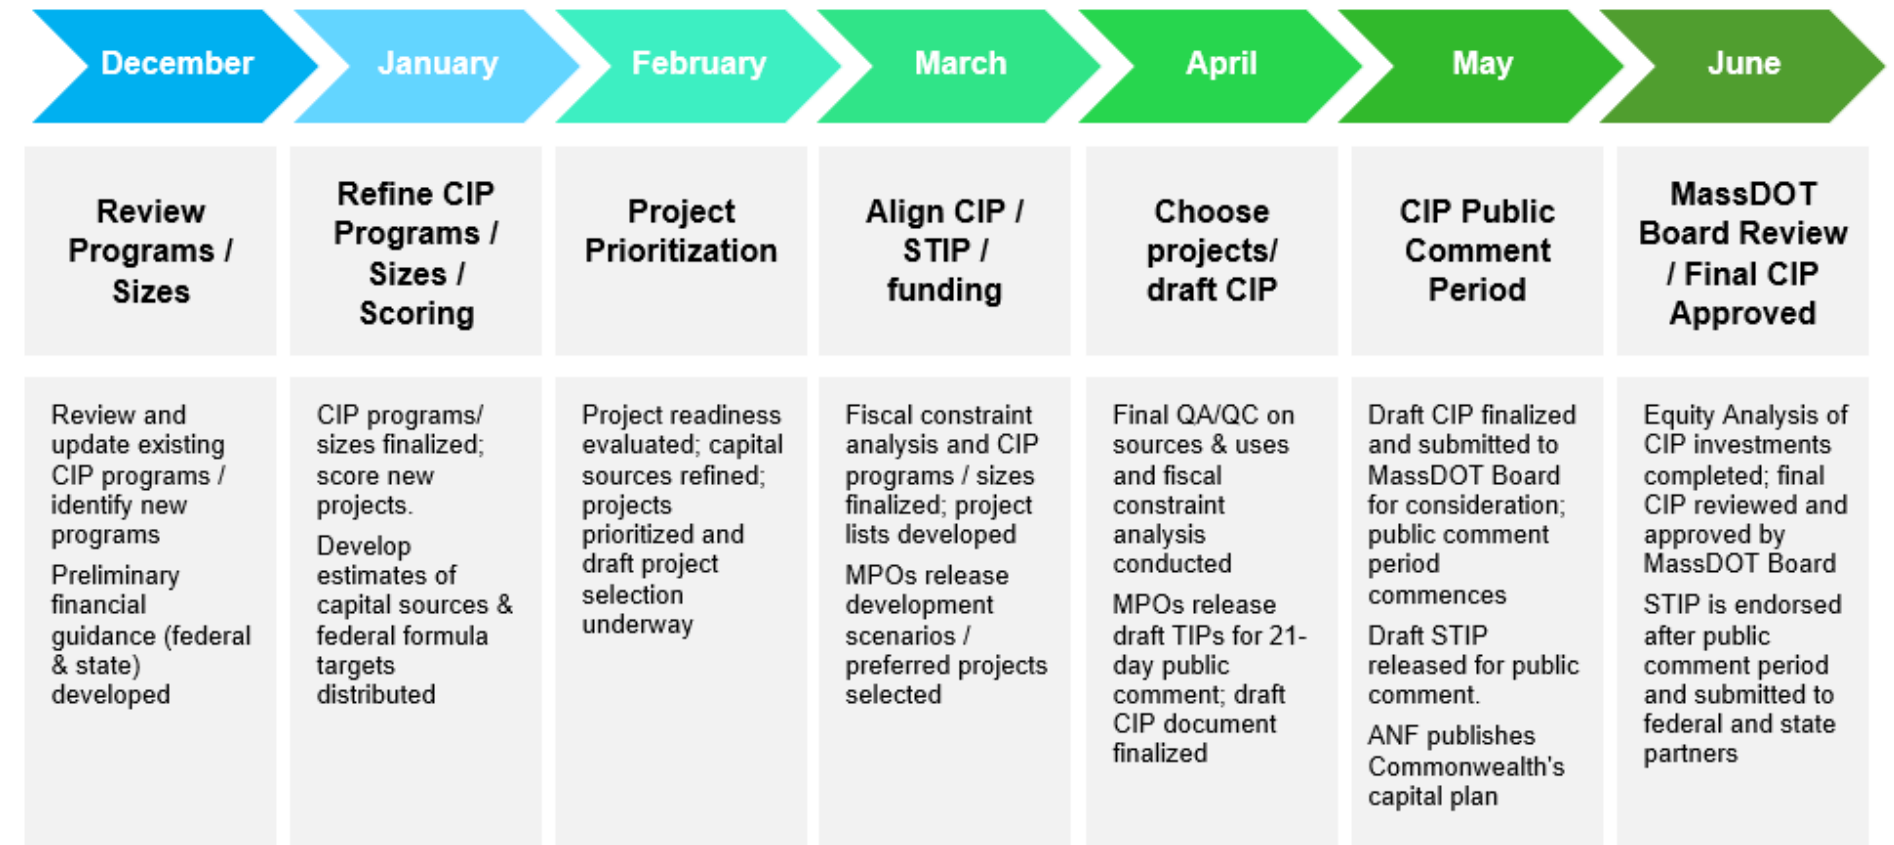 December
January
February
March
April
May
June
Review
Programs /
Sizes
Refine CIP
Programs /
Sizes /
Scoring
Project
Prioritization
Align CIP /
STIP /
funding
Choose
projects/
draft CIP
CIP Public
Comment
Period
MassDOT
Board Review
/ Final CIP
Approved
Review and
update existing
CIP programs /
identify new
programs
Preliminary
financial
guidance (federal
& state)
developed
CIP programs/
sizes finalized;
score new
projects.
Develop
estimates of
capital sources &
federal formula
targets
distributed
Project readiness
evaluated; capital
sources refined;
projects
prioritized and
draft project
selection
underway
Fiscal constraint
analysis and CIP
programs / sizes
finalized; project
lists developed
MPOs release
development
scenarios /
preferred projects
selected
Final QA/QC on
sources & uses
and fiscal
constraint
analysis
conducted
MPOs release
draft TIPs for 21-
day public
comment; draft
CIP document
finalized
Draft CIP finalized
and submitted to
MassDOT Board
for consideration;
public comment
period
commences
Draft STIP
released for public
comment.
ANF publishes
Commonwealth's
capital plan
Equity Analysis of
CIP investments
completed; final
CIP reviewed and
approved by
MassDOT Board
STIP is endorsed
after public
comment period
and submitted to
federal and state
partners